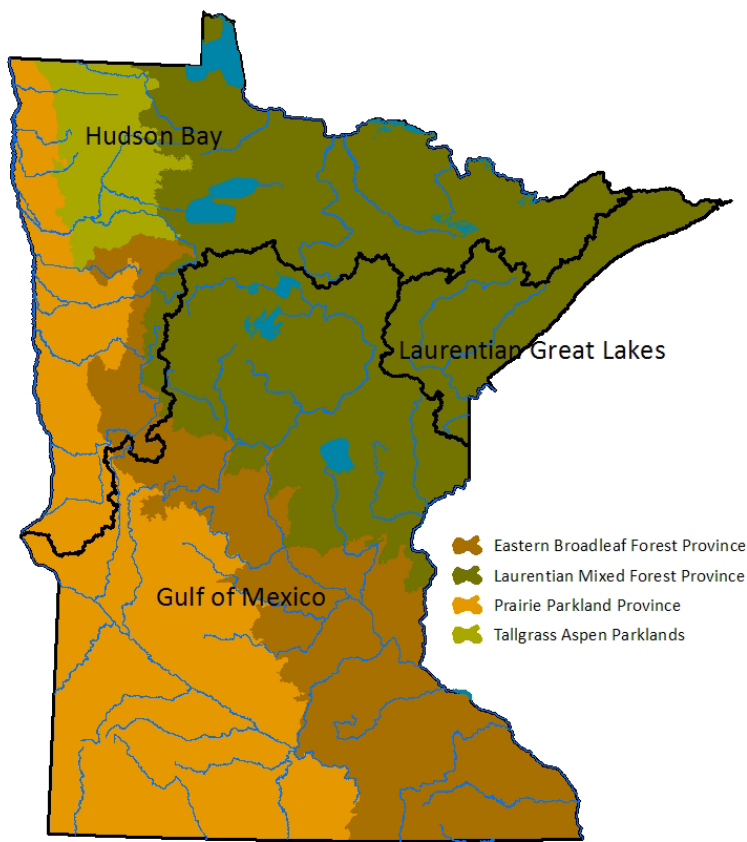 Hudson Bay
Laurentian Great Lakes
Eastern Broadleaf Forest Province
Laurentian Mixed Forest Province
Prairie Parkland Province
Tallgrass Aspen Parklands
Gulf of Mexico